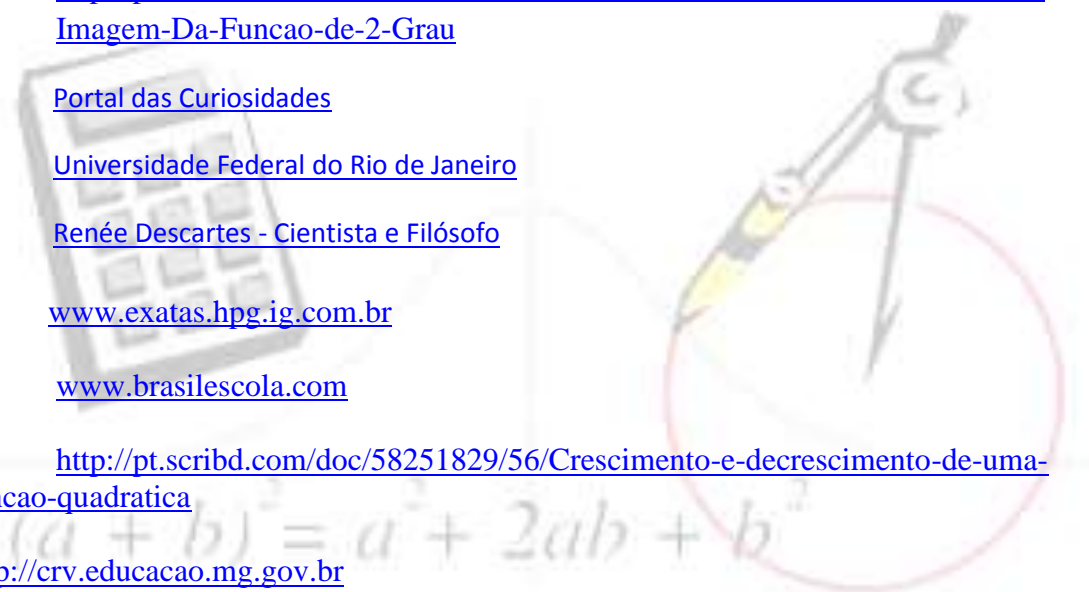 Imagem-Da-Funcao-de-2-Grau
Portal das Curiosidades
Universidade Federal do Rio de Janeiro
Renée Descartes - Cientista e Filósofo
www.exatas.hpg.ig.com.br
www.brasilescola.com
http://pt.scribd.com/doc/58251829/56/Crescimento-e-decrescimento-de-uma-
ncao-quadratica
(a + b)² = a² + 2ab + b²
p://crv.educacao.mg.gov.br